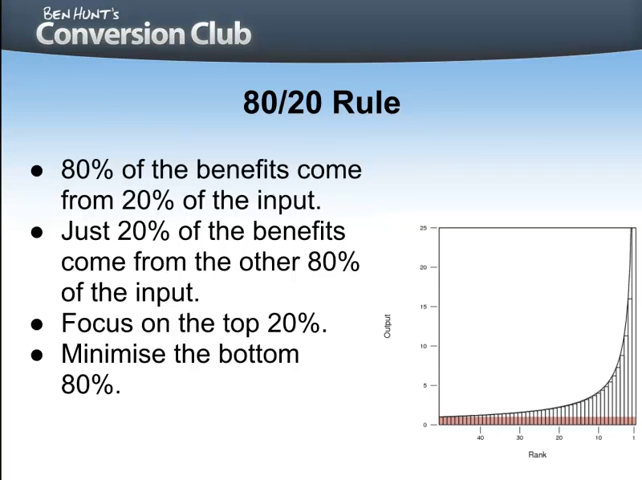 BEN HUNT'S
Conversion Club
80/20 Rule
● 80% of the benefits come
from 20% of the input.
● Just 20% of the benefits
come from the other 80%
of the input.
● Focus on the top 20%.
● Minimise the bottom
80%.
25
20
15
10
5
0
Output
40 30 20 10 1
Rank